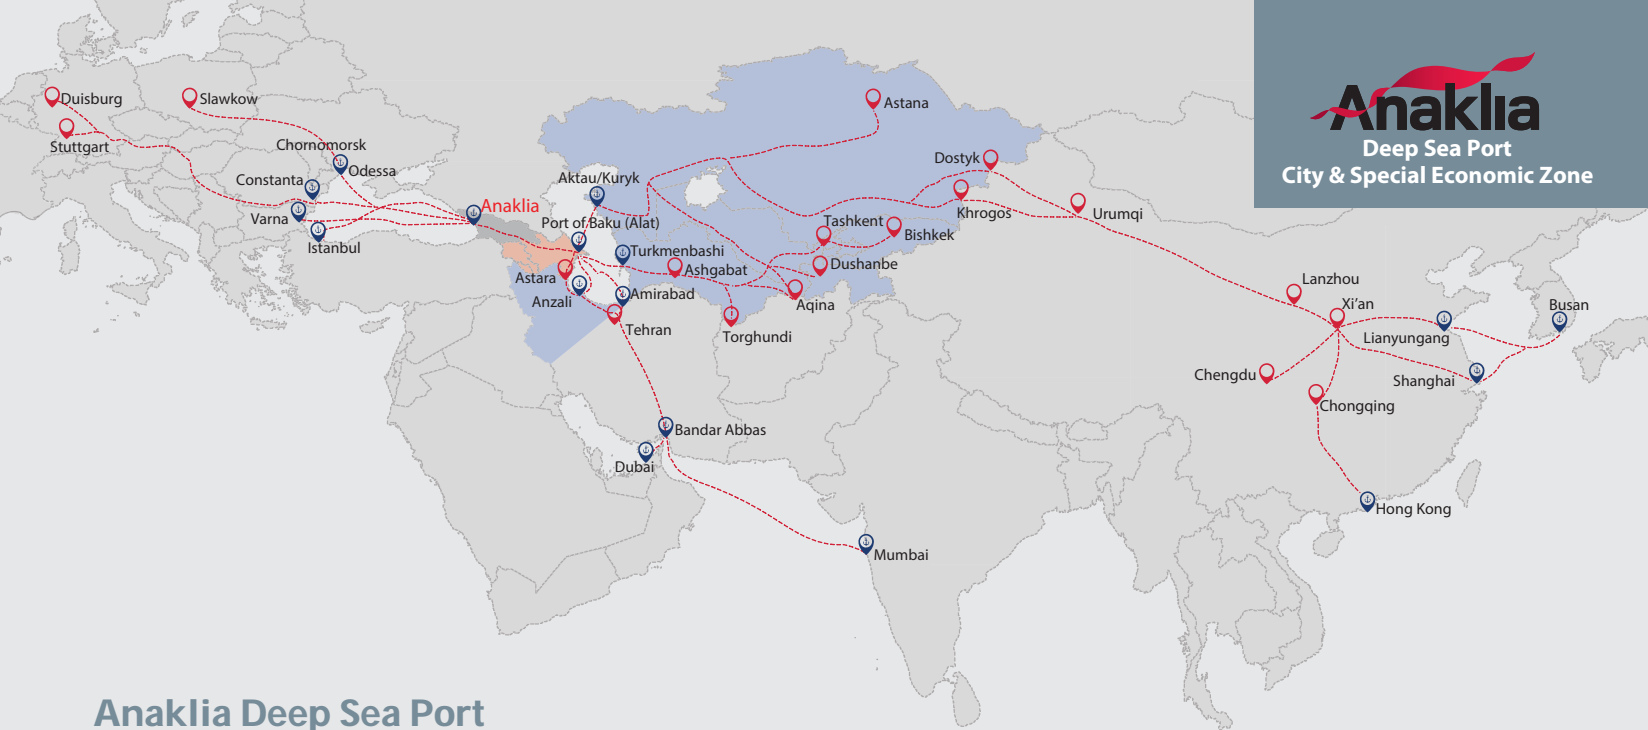 Anaklia
Deep Sea Port
City & Special Economic Zone
Duisburg
Slawkow
Stuttgart
Chornomorsk
Odessa
Constanta
Varna
Istanbul
Anaklia
Aktau/Kuryk
Port of Baku (Alat)
Turkmenbashi
Astara
Anzali
Amirabad
Tehran
Ashgabat
Torghundi
Aqina
Dushanbe
Tashkent
Bishkek
Astana
Dostyk
Khrogos
Urumqi
Lanzhou
Xi'an
Busan
Lianyungang
Chengdu
Shanghai
Chongqing
Hong Kong
Bandar Abbas
Dubai
Mumbai
Anaklia Deep Sea Port